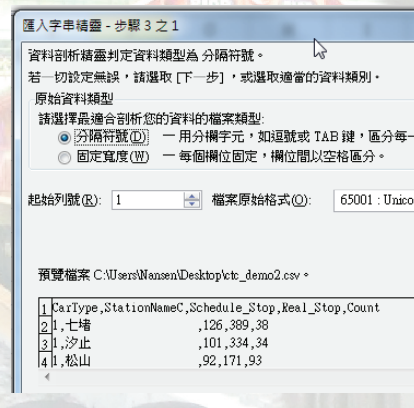 匯入字串精靈 - 步驟 3 之 1
資料剖析精靈判定資料類型為 分隔符號。
若一切設定無誤，請選取 [下一步]，或選取適當的資料類別。
原始資料類型
請選擇最適合剖析您的資料的檔案類型:
分隔符號(D) — 用分欄字元，如逗號或 TAB 鍵，區分每一
固定寬度(W) — 每個欄位固定，欄位間以空格區分。
起始列號(R): 1 檔案原始格式(O): 65001 : Unico
預覽檔案 C:\Users\Nansen\Desktop\ctc_demo2.csv。
1 CarType,StationNameC,Schedule_Stop,Real_Stop,Count
2 1,七堵 ,126,389,38
3 1,汐止 ,101,334,34
4 1,松山 ,92,171,93